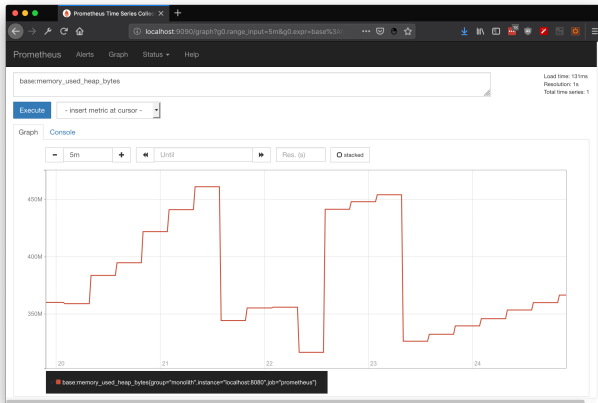 Prometheus Time Series Collec
localhost:9090/graph?g0.range_input=5m&g0.expr=base%3A
Prometheus Alerts Graph Status Help
base:memory_used_heap_bytes
Load time: 131ms
Resolution: 1s
Total time series: 1
Execute
- insert metric at cursor -
Graph Console
5m
Until
Res. (s)
stacked
450M
400M
350M
20 21 22 23 24
base:memory_used_heap_bytes{group="monolith",instance="localhost:8080",job="prometheus"}